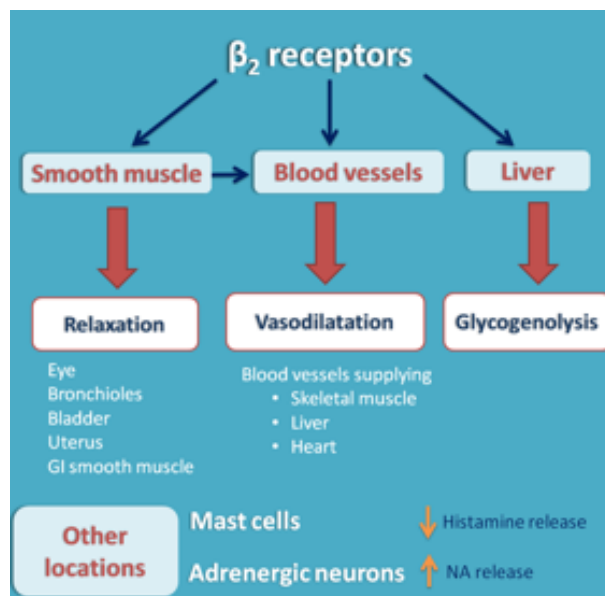 β₂ receptors
Smooth muscle
Blood vessels
Liver
Relaxation
Vasodilatation
Glycogenolysis
Eye
Bronchioles
Bladder
Uterus
GI smooth muscle
Blood vessels supplying
• Skeletal muscle
• Liver
• Heart
Other
locations
Mast cells
Histamine release
Adrenergic neurons
NA release